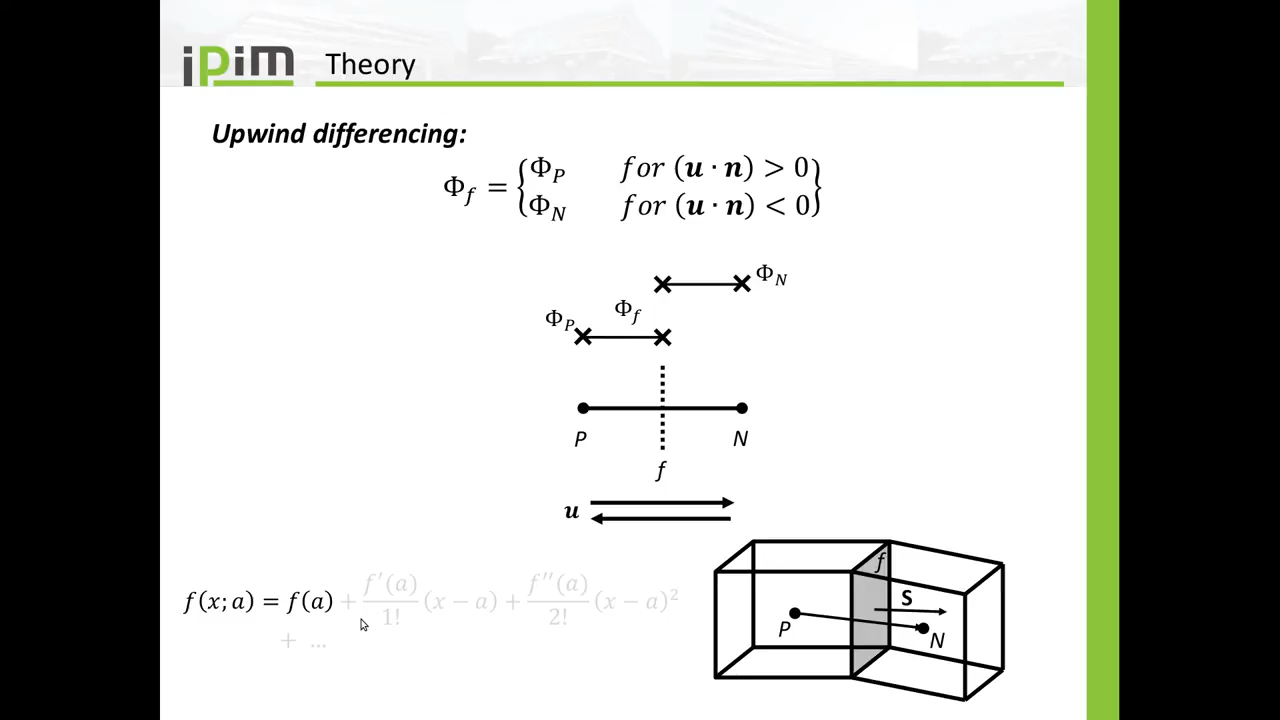 ipim
Theory
Upwind differencing:
Φ_f = {Φ_P for (u · n) > 0
Φ_N for (u · n) < 0}
Φ_N
Φ_P
Φ_f
P
N
f
u
f(x; a) = f(a) + f′(a)/1! (x − a) + f′′(a)/2! (x − a)²
+ ...
f
S
P
N